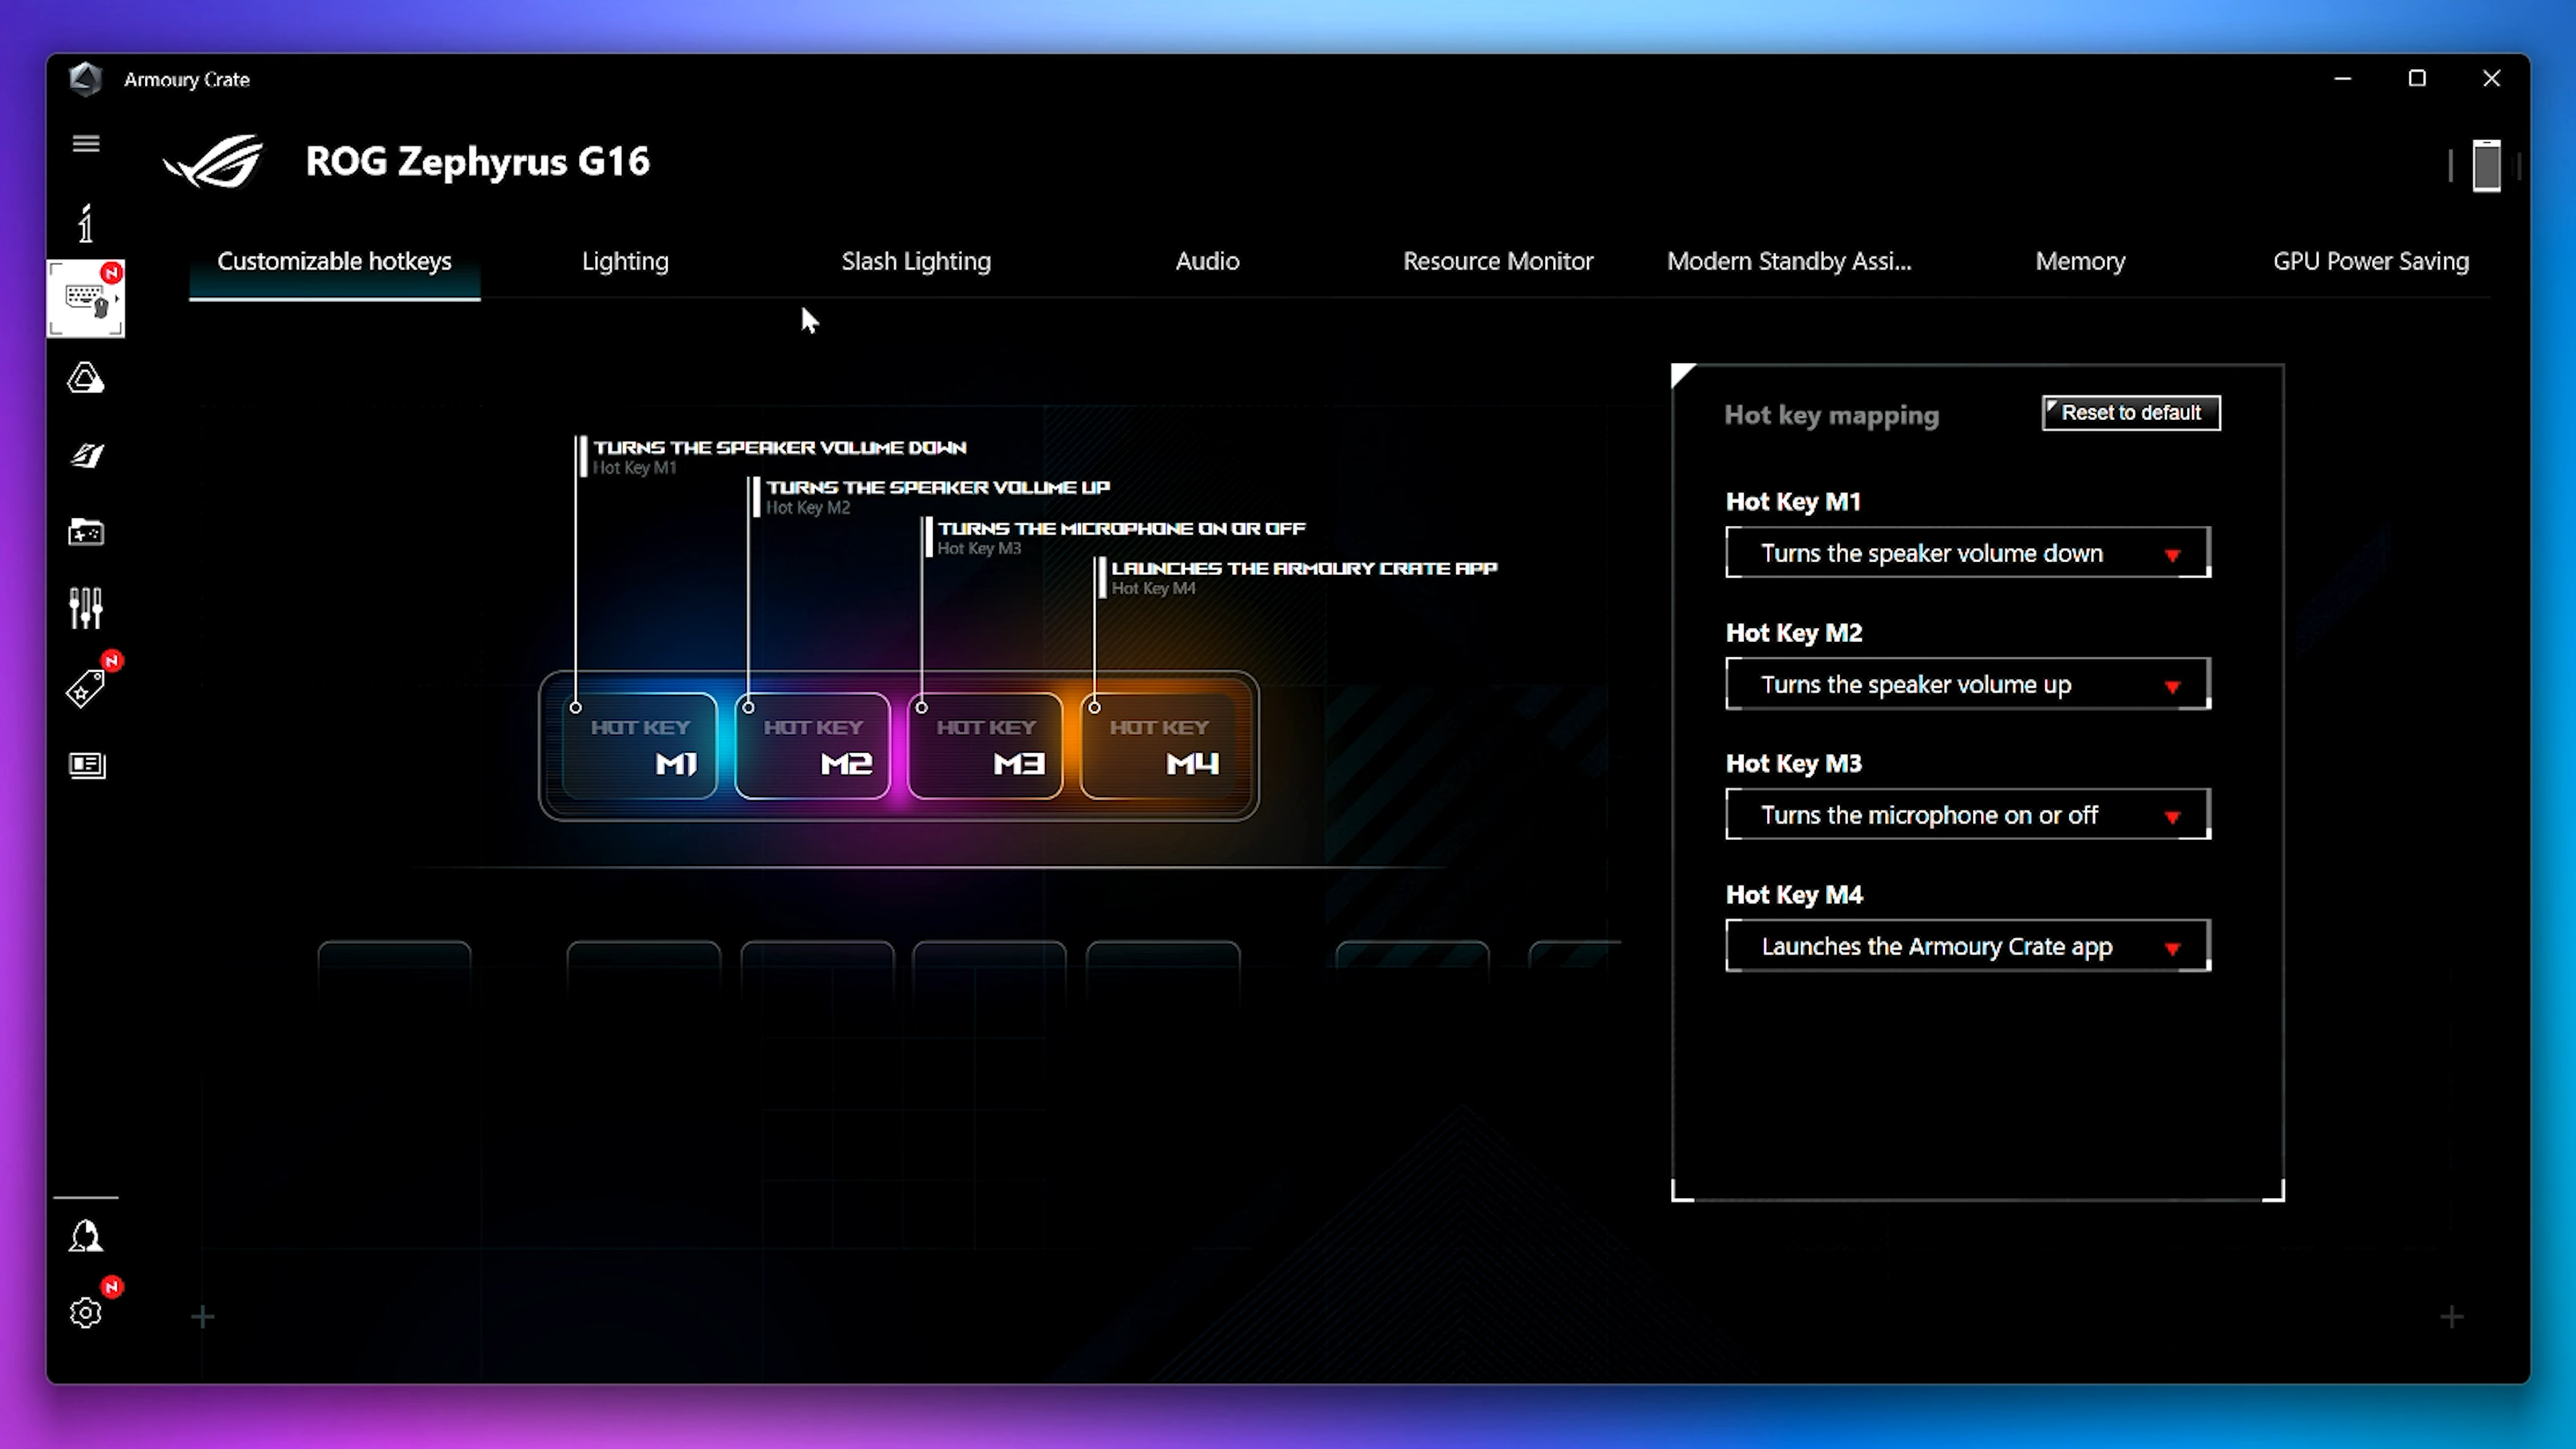 Armoury Crate
ROG Zephyrus G16
Customizable hotkeys
Lighting
Slash Lighting
Audio
Resource Monitor
Modern Standby Assi...
Memory
GPU Power Saving
TURNS THE SPEAKER VOLUME DOWN
Hot Key M1
TURNS THE SPEAKER VOLUME UP
Hot Key M2
TURNS THE MICROPHONE ON OR OFF
Hot Key M3
LAUNCHES THE ARMOURY CRATE APP
Hot Key M4
HOT KEY
M1
HOT KEY
M2
HOT KEY
M3
HOT KEY
M4
Hot key mapping
Reset to default
Hot Key M1
Turns the speaker volume down
Hot Key M2
Turns the speaker volume up
Hot Key M3
Turns the microphone on or off
Hot Key M4
Launches the Armoury Crate app
N
N
N